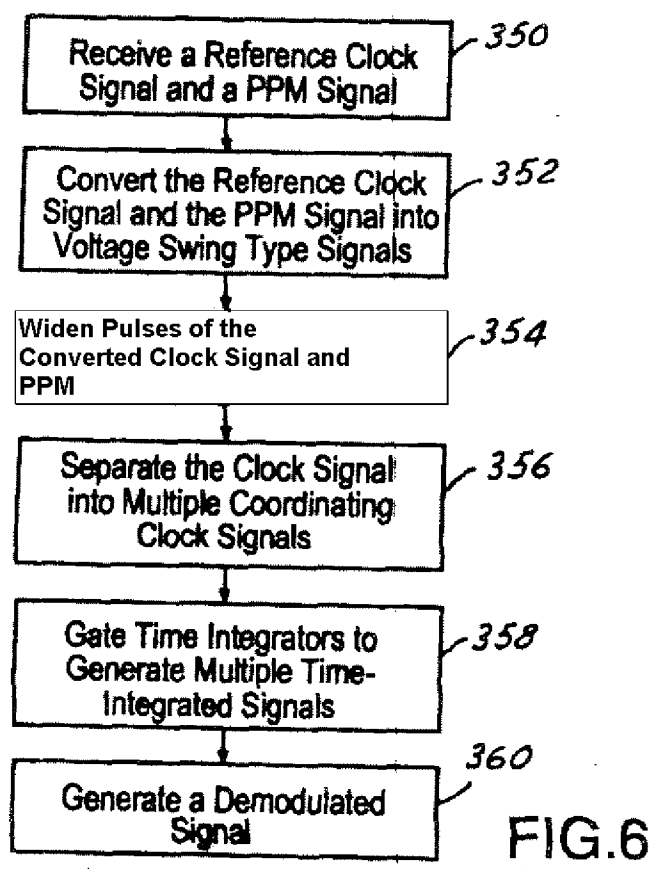 350
Receive a Reference Clock
Signal and a PPM Signal
352
Convert the Reference Clock
Signal and the PPM Signal into
Voltage Swing Type Signals
354
Widen Pulses of the
Converted Clock Signal and
PPM
356
Separate the Clock Signal
into Multiple Coordinating
Clock Signals
358
Gate Time Integrators to
Generate Multiple Time-
Integrated Signals
360
Generate a Demodulated
Signal
FIG.6